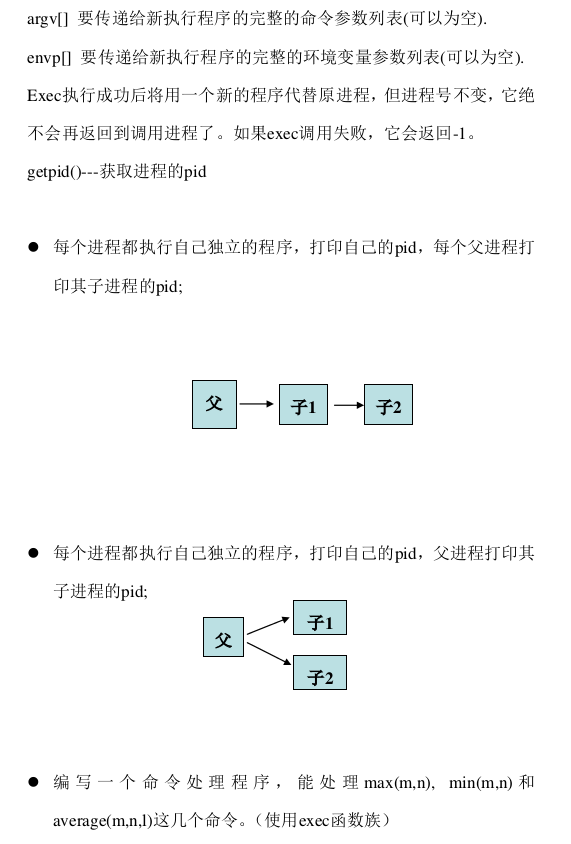 argv[] 要传递给新执行程序的完整的命令参数列表(可以为空).
envp[] 要传递给新执行程序的完整的环境变量参数列表(可以为空).
Exec执行成功后将用一个新的程序代替原进程，但进程号不变，它绝
不会再返回到调用进程了。如果exec调用失败，它会返回-1。
getpid()---获取进程的pid
● 每个进程都执行自己独立的程序，打印自己的pid，每个父进程打
印其子进程的pid;
父 子1 子2
● 每个进程都执行自己独立的程序，打印自己的pid，父进程打印其
子进程的pid;
子1
父
子2
● 编写一个命令处理程序，能处理max(m,n), min(m,n)和
average(m,n,l)这几个命令。（使用exec函数族）